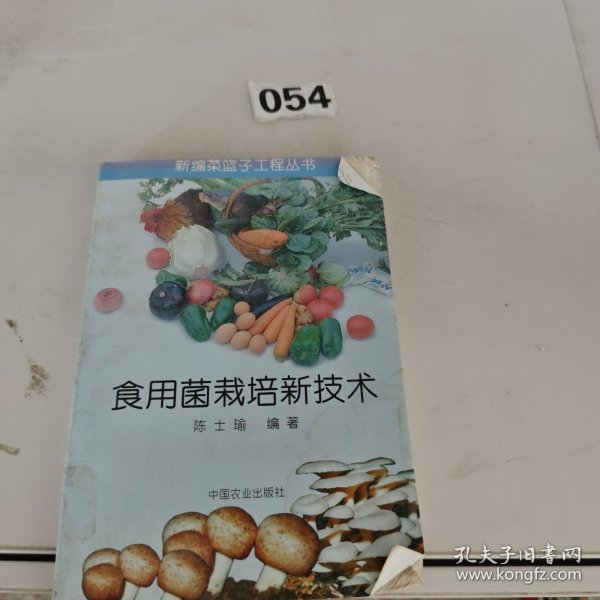 054
新编菜篮子工程丛书
食用菌栽培新技术
陈士瑜 编著
中国农业出版社
孔夫子旧书网
www.kongfz.com